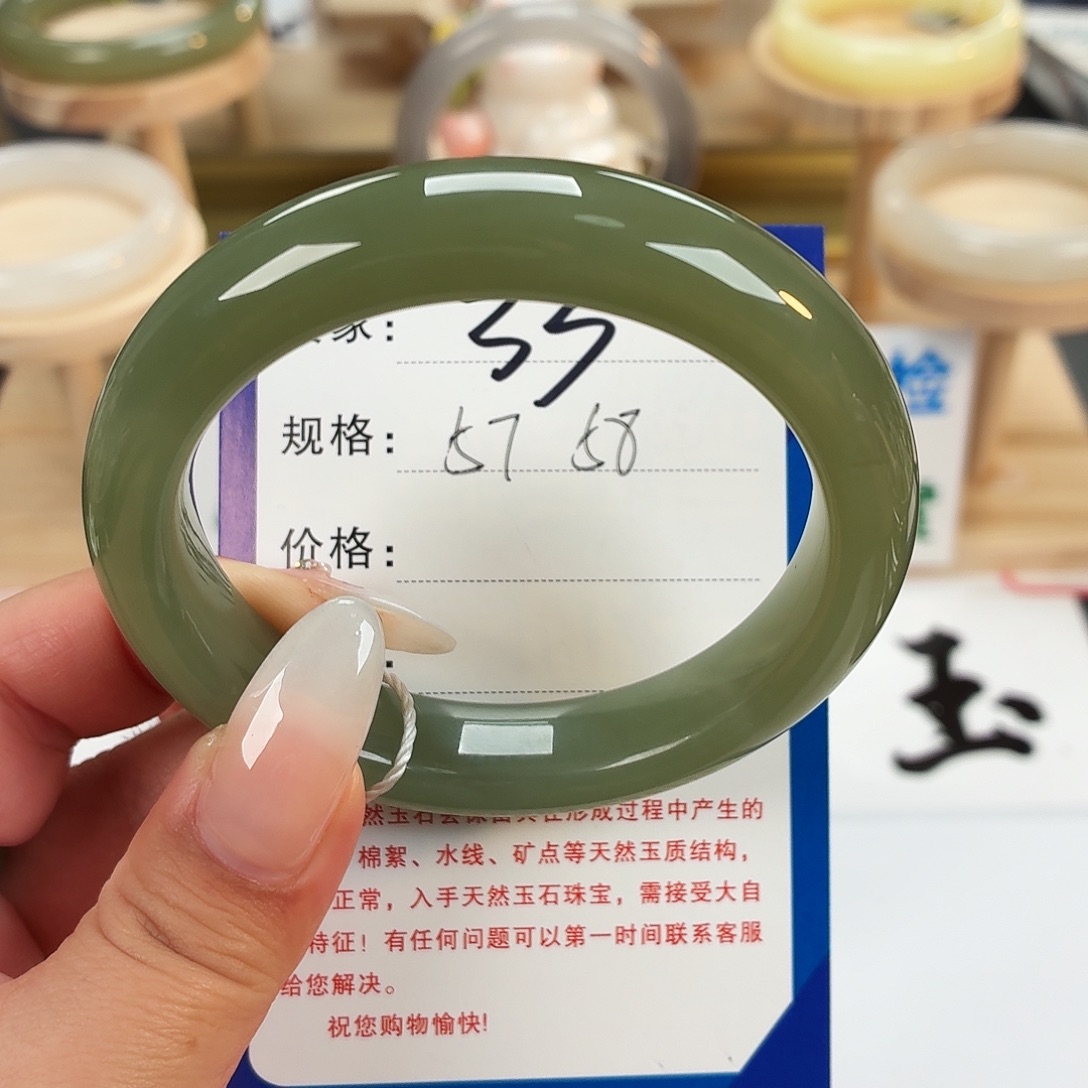 家：55
规格：57 58
价格：
然玉石会保留其在形成过程中产生的
棉絮、水线、矿点等天然玉质结构，
正常，入手天然玉石珠宝，需接受大自
特征！有任何问题可以第一时间联系客服
给您解决。
祝您购物愉快!
检
玉